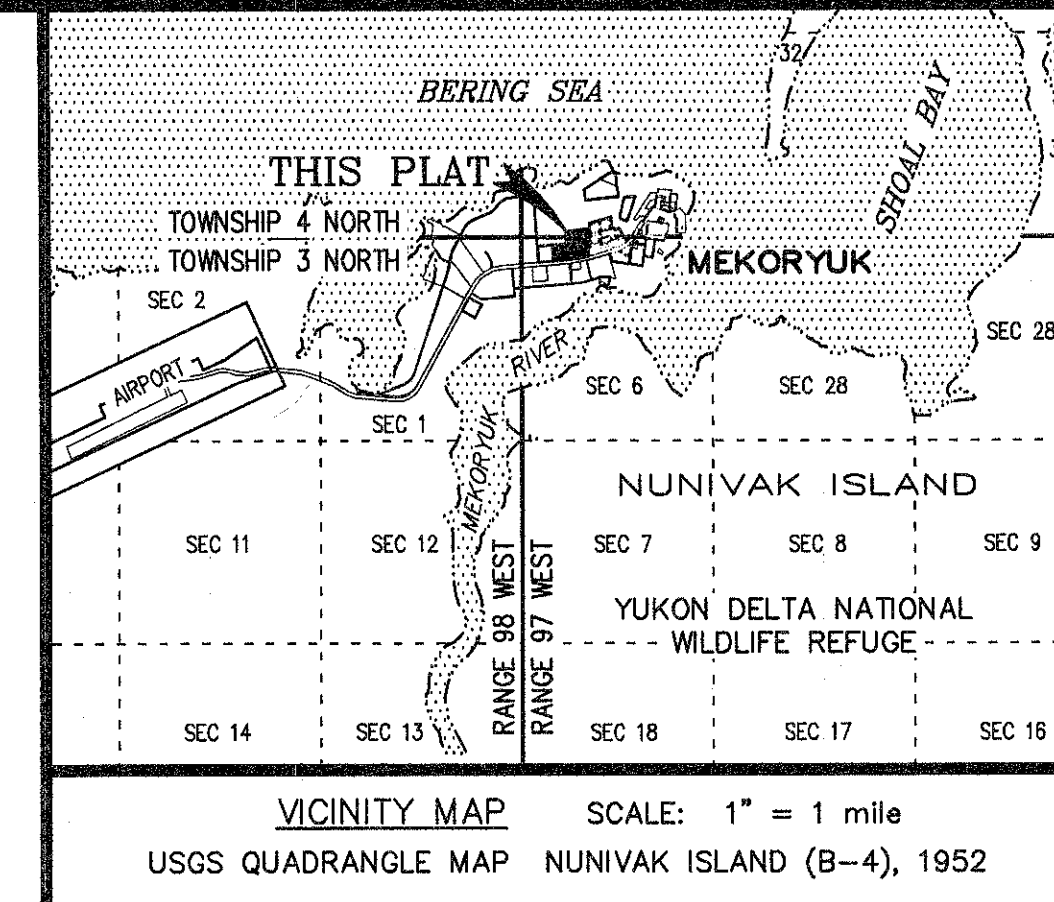 32
BERING SEA
SHOAL BAY
THIS PLAT
TOWNSHIP 4 NORTH
TOWNSHIP 3 NORTH
MEKORYUK
SEC 2
SEC 28
AIRPORT
RIVER
SEC 6
SEC 28
SEC 1
MEKORYUK
NUNIVAK ISLAND
SEC 11
SEC 12
SEC 7
SEC 8
SEC 9
RANGE 98 WEST
RANGE 97 WEST
YUKON DELTA NATIONAL
WILDLIFE REFUGE
SEC 14
SEC 13
SEC 18
SEC 17
SEC 16
VICINITY MAP SCALE: 1" = 1 mile
USGS QUADRANGLE MAP NUNIVAK ISLAND (B-4), 1952